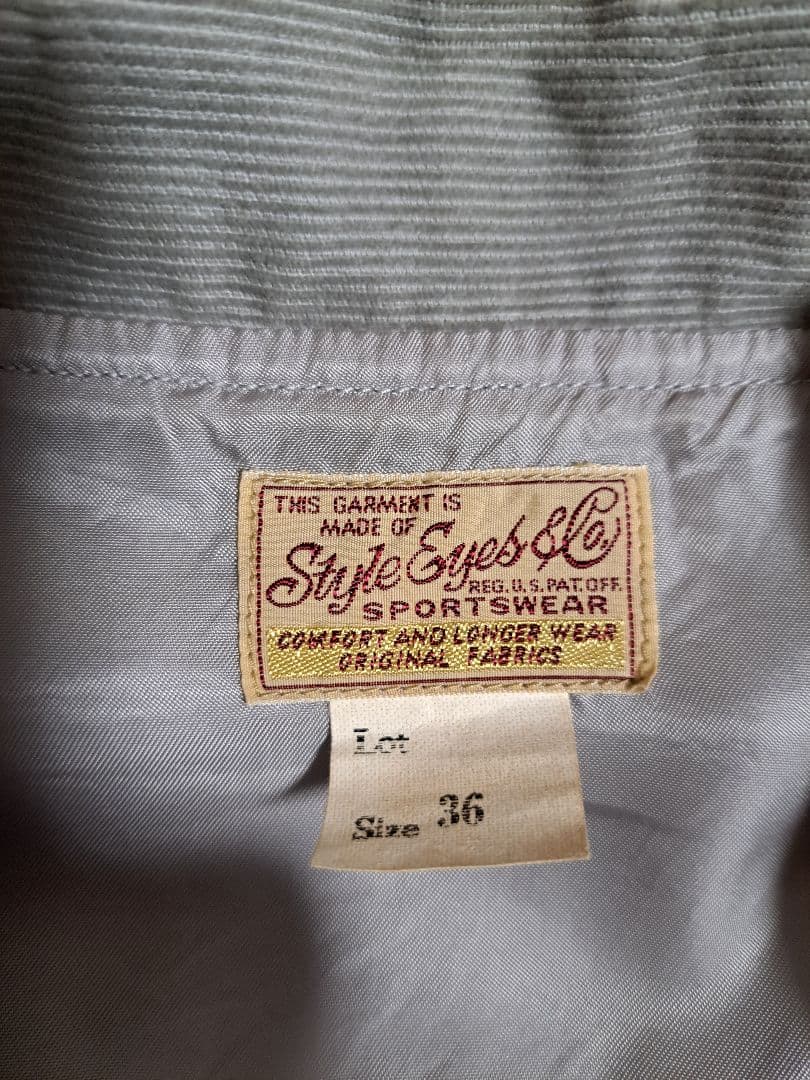 THIS GARMENT IS
MADE OF
Style Eyes & Co.
REG. U.S. PAT. OFF.
SPORTSWEAR
COMFORT AND LONGER WEAR
ORIGINAL FABRICS
Lot
Size 36